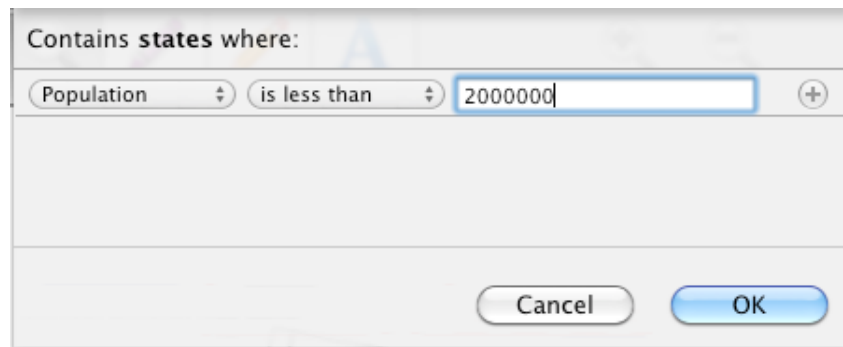 Contains states where:
Population is less than 2000000
Cancel OK